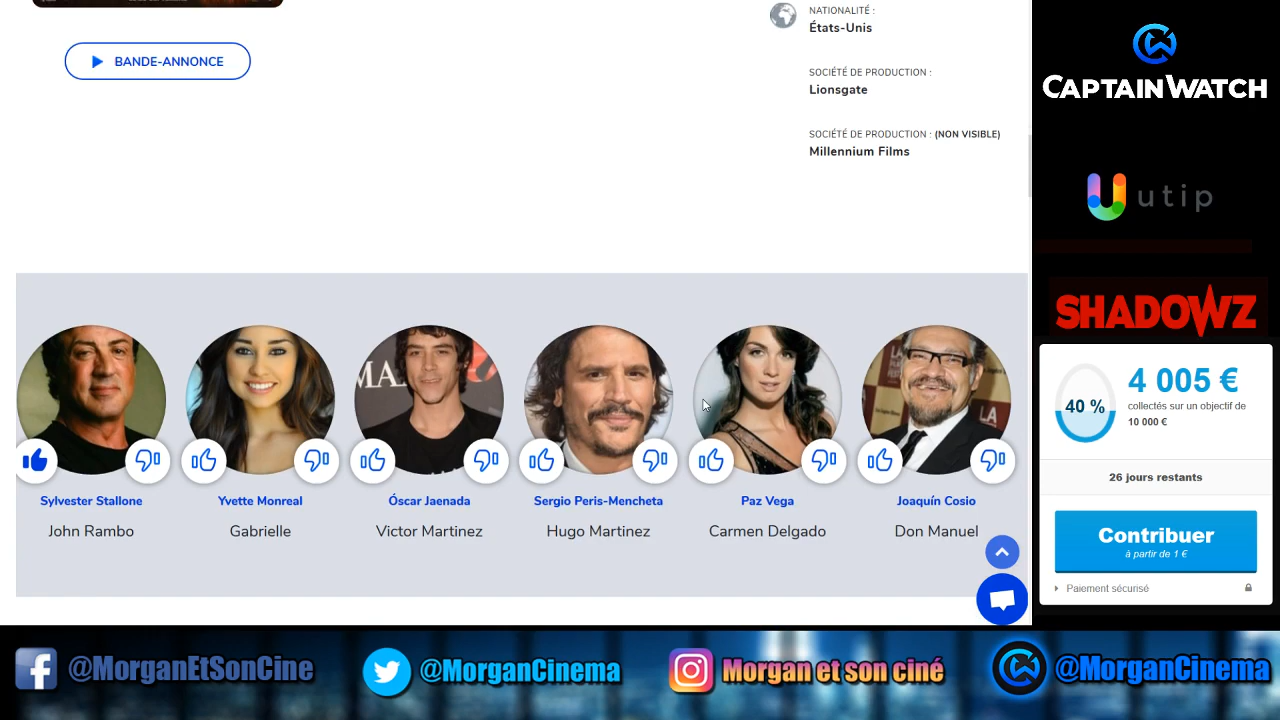 BANDE-ANNONCE
NATIONALITÉ :
États-Unis
SOCIÉTÉ DE PRODUCTION :
Lionsgate
SOCIÉTÉ DE PRODUCTION : (NON VISIBLE)
Millennium Films
Sylvester Stallone
John Rambo
Yvette Monreal
Gabrielle
Óscar Jaenada
Victor Martinez
Sergio Peris-Mencheta
Hugo Martinez
Paz Vega
Carmen Delgado
Joaquín Cosio
Don Manuel
CAPTAINWATCH
utip
SHADOWZ
40 %
4 005 €
collectés sur un objectif de
10 000 €
26 jours restants
Contribuer
à partir de 1 €
Paiement sécurisé
@MorganEtSonCine
@MorganCinema
Morgan et son ciné
@MorganCinema